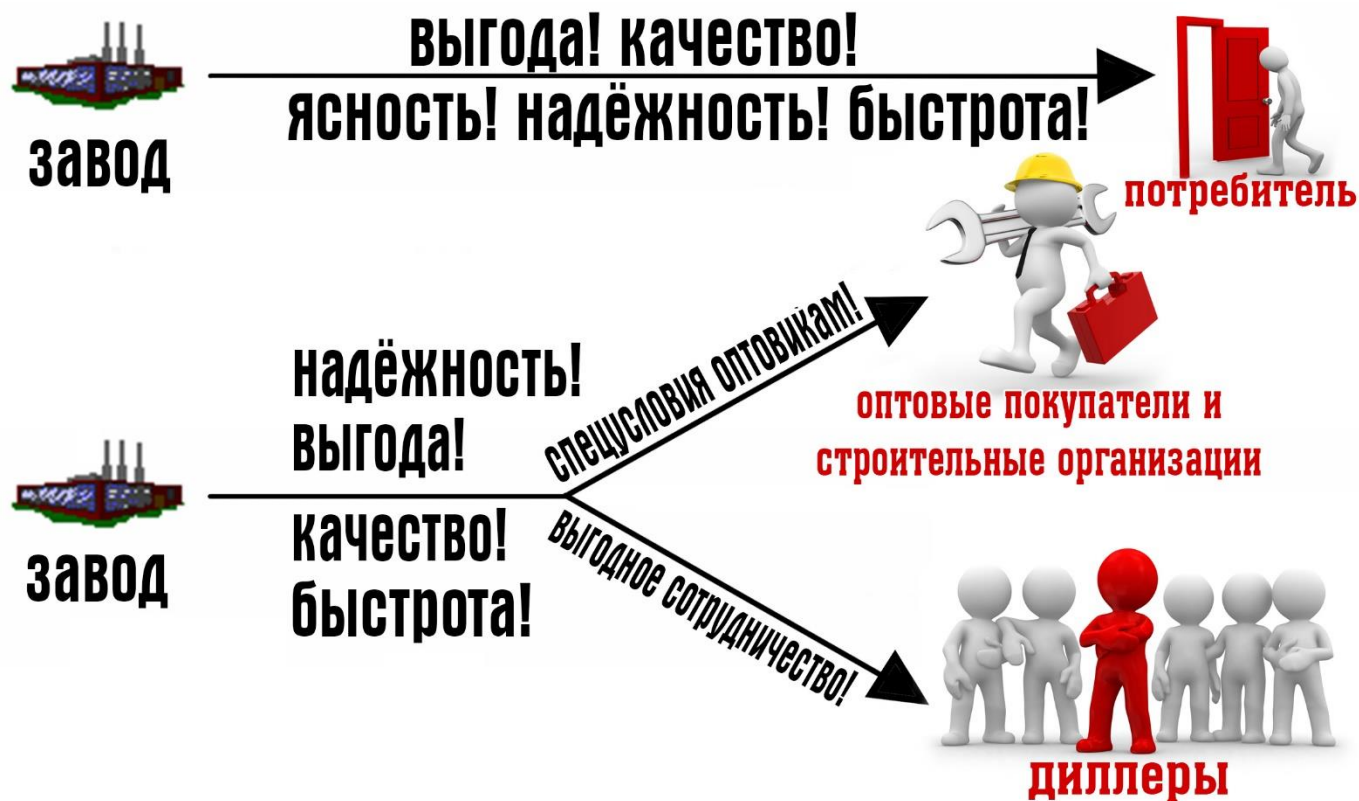 выгода! качество!
ясность! надёжность! быстрота!
завод
потребитель
надёжность!
выгода!
качество!
быстрота!
завод
спецусловия оптовикам!
оптовые покупатели и
строительные организации
выгодное сотрудничество!
диллеры